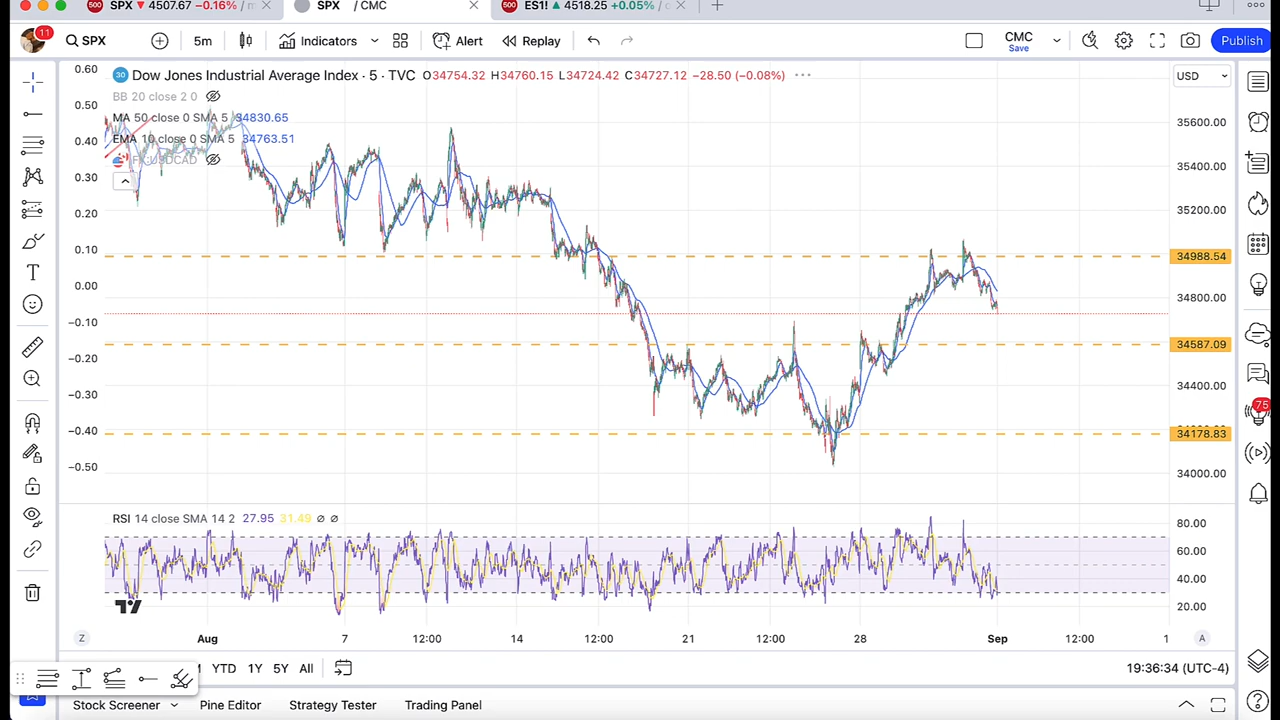 500 SPX ▼ 4507.67 −0.16% / SPX / CMC 500 ES1! ▲ 4518.25 +0.05% /
11 SPX 5m Indicators Alert Replay CMC Save Publish
30 Dow Jones Industrial Average Index · 5 · TVC O34754.32 H34760.15 L34724.42 C34727.12 −28.50 (−0.08%) USD
BB 20 close 2 0
MA 50 close 0 SMA 5 34830.65
EMA 10 close 0 SMA 5 34763.51
FX:USDCAD
0.60
0.50
0.40
0.30
0.20
0.10
0.00
−0.10
−0.20
−0.30
−0.40
−0.50
35600.00
35400.00
35200.00
34988.54
34800.00
34587.09
34400.00
34178.83
34000.00
75
RSI 14 close SMA 14 2 27.95 31.49 ∅ ∅
80.00
60.00
40.00
20.00
Z Aug 7 12:00 14 12:00 21 12:00 28 Sep 12:00 1 A
YTD 1Y 5Y All 19:36:34 (UTC-4)
Stock Screener Pine Editor Strategy Tester Trading Panel